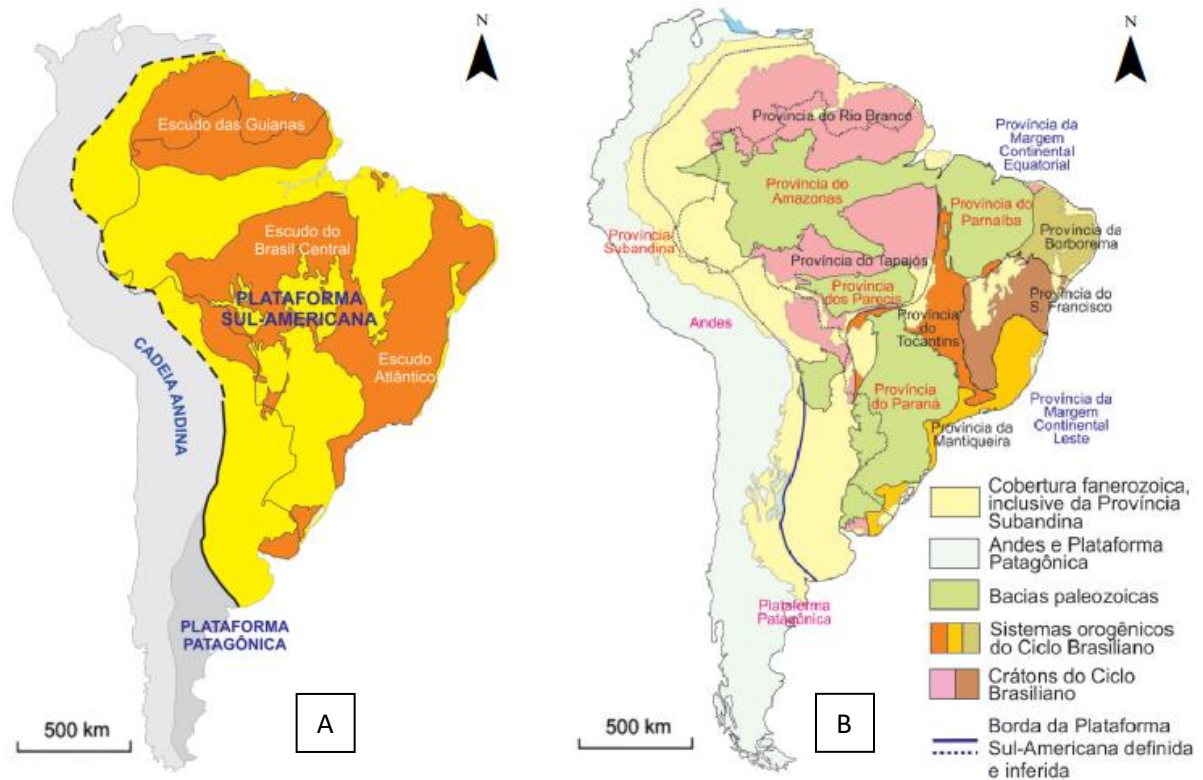 N
Escudo das Guianas
Escudo do
Brasil Central
PLATAFORMA
SUL-AMERICANA
Escudo
Atlântico
CADEIA ANDINA
PLATAFORMA
PATAGÔNICA
500 km
A
N
Província do Rio Branco
Província da
Margem
Continental
Equatorial
Província do
Amazonas
Província do
Parnaíba
Província
Subandina
Província da
Borborema
Província do Tapajós
Província
dos Parecis
Província do
S. Francisco
Província
do
Tocantins
Andes
Província
do Paraná
Província da
Mantiqueira
Província da
Margem
Continental
Leste
Plataforma
Patagônica
500 km
B
Cobertura fanerozoica,
inclusive da Província
Subandina
Andes e Plataforma
Patagônica
Bacias paleozoicas
Sistemas orogênicos
do Ciclo Brasiliano
Crátons do Ciclo
Brasiliano
Borda da Plataforma
Sul-Americana definida
e inferida